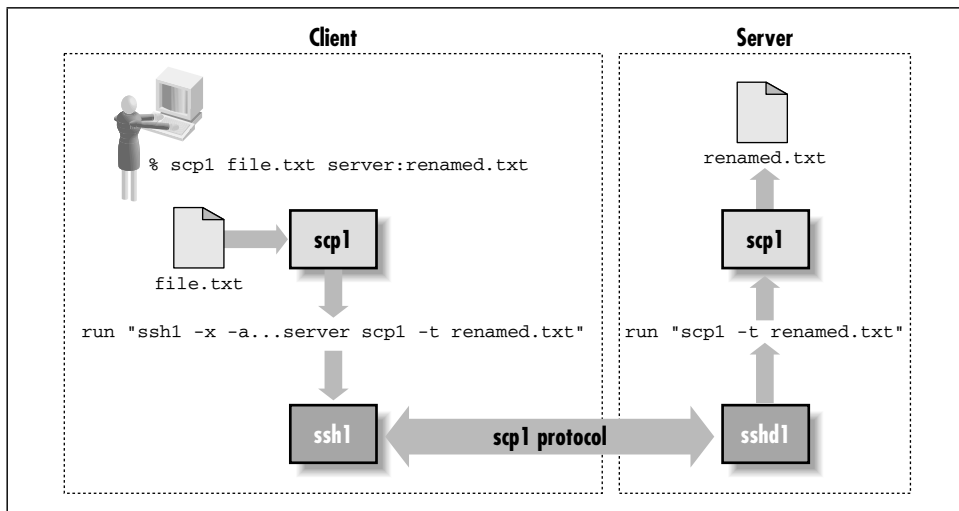 Client
Server
% scp1 file.txt server:renamed.txt
renamed.txt
scp1
scp1
file.txt
run "ssh1 -x -a...server scp1 -t renamed.txt"
run "scp1 -t renamed.txt"
ssh1
scp1 protocol
sshd1